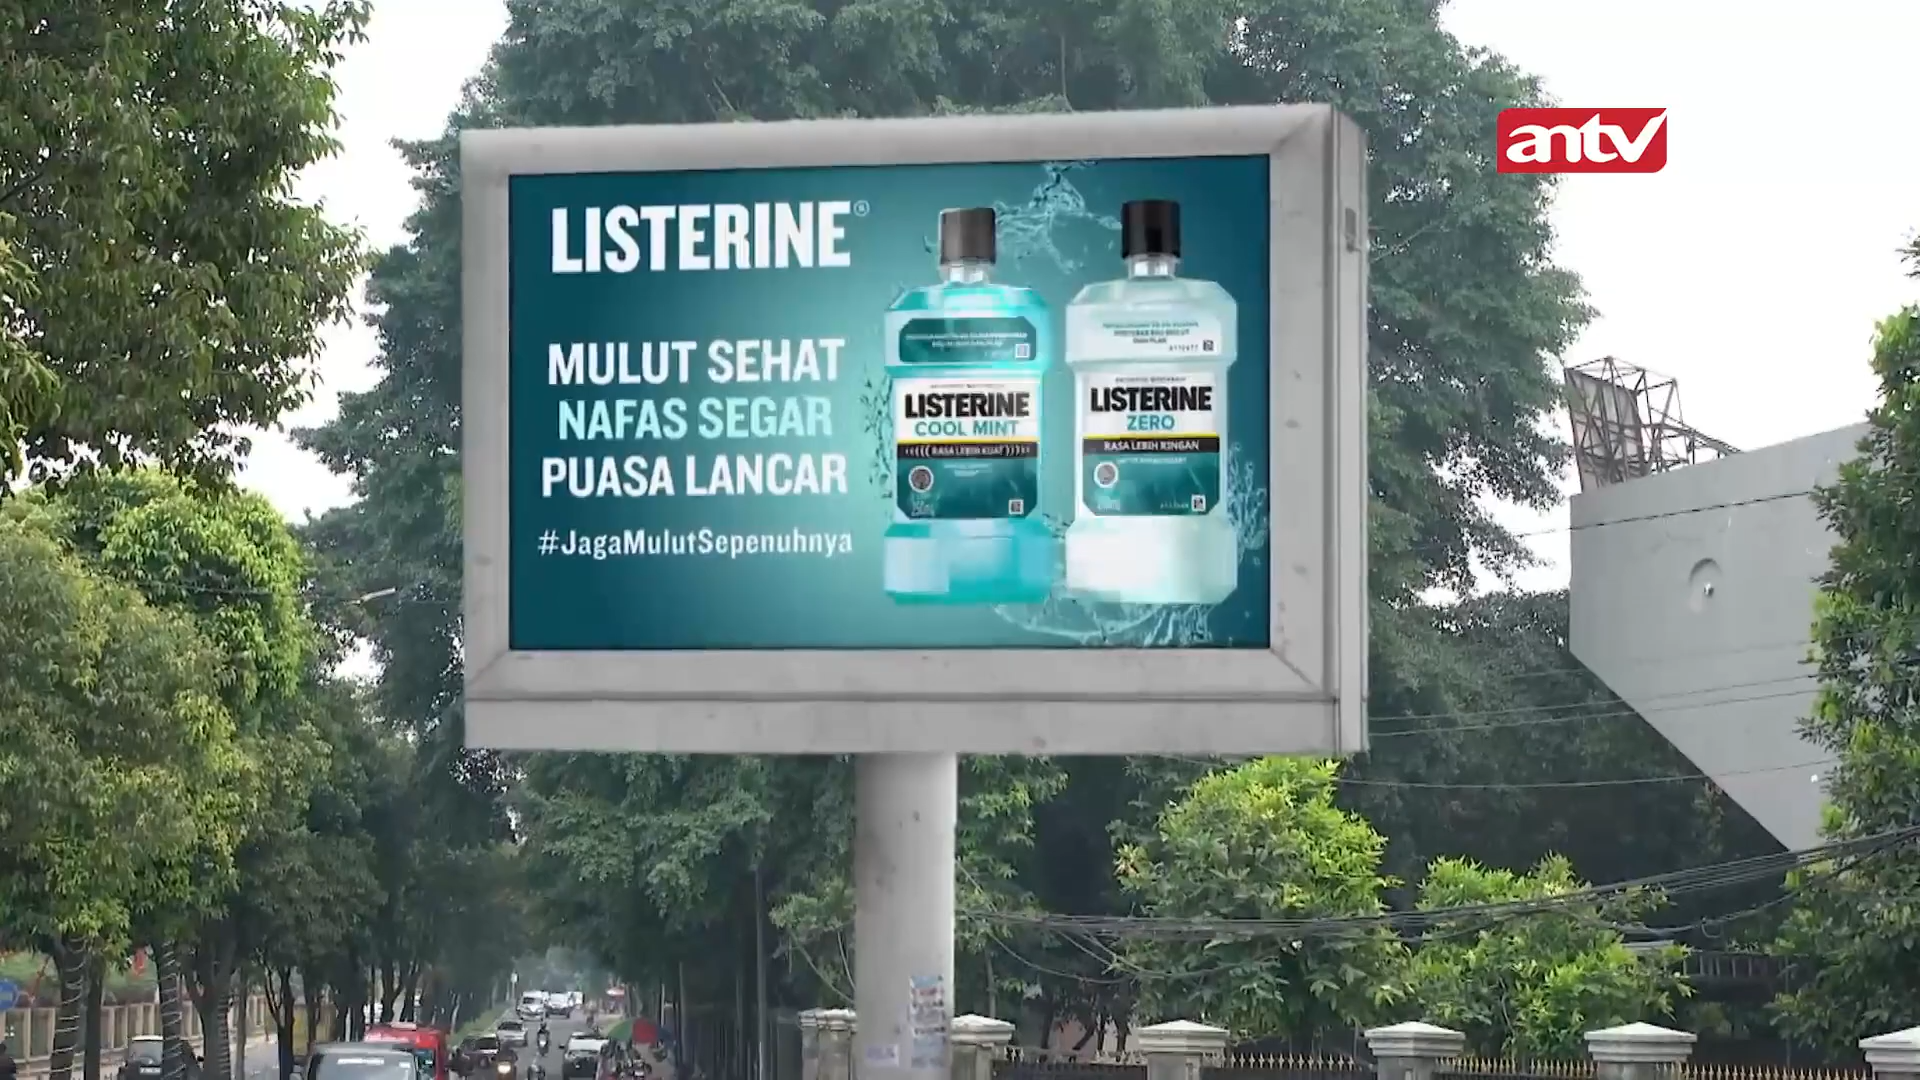 antv
LISTERINE®
MULUT SEHAT
NAFAS SEGAR
PUASA LANCAR
#JagaMulutSepenuhnya
LISTERINE
COOL MINT
RASA LEBIH KUAT
LISTERINE
ZERO
RASA LEBIH RINGAN